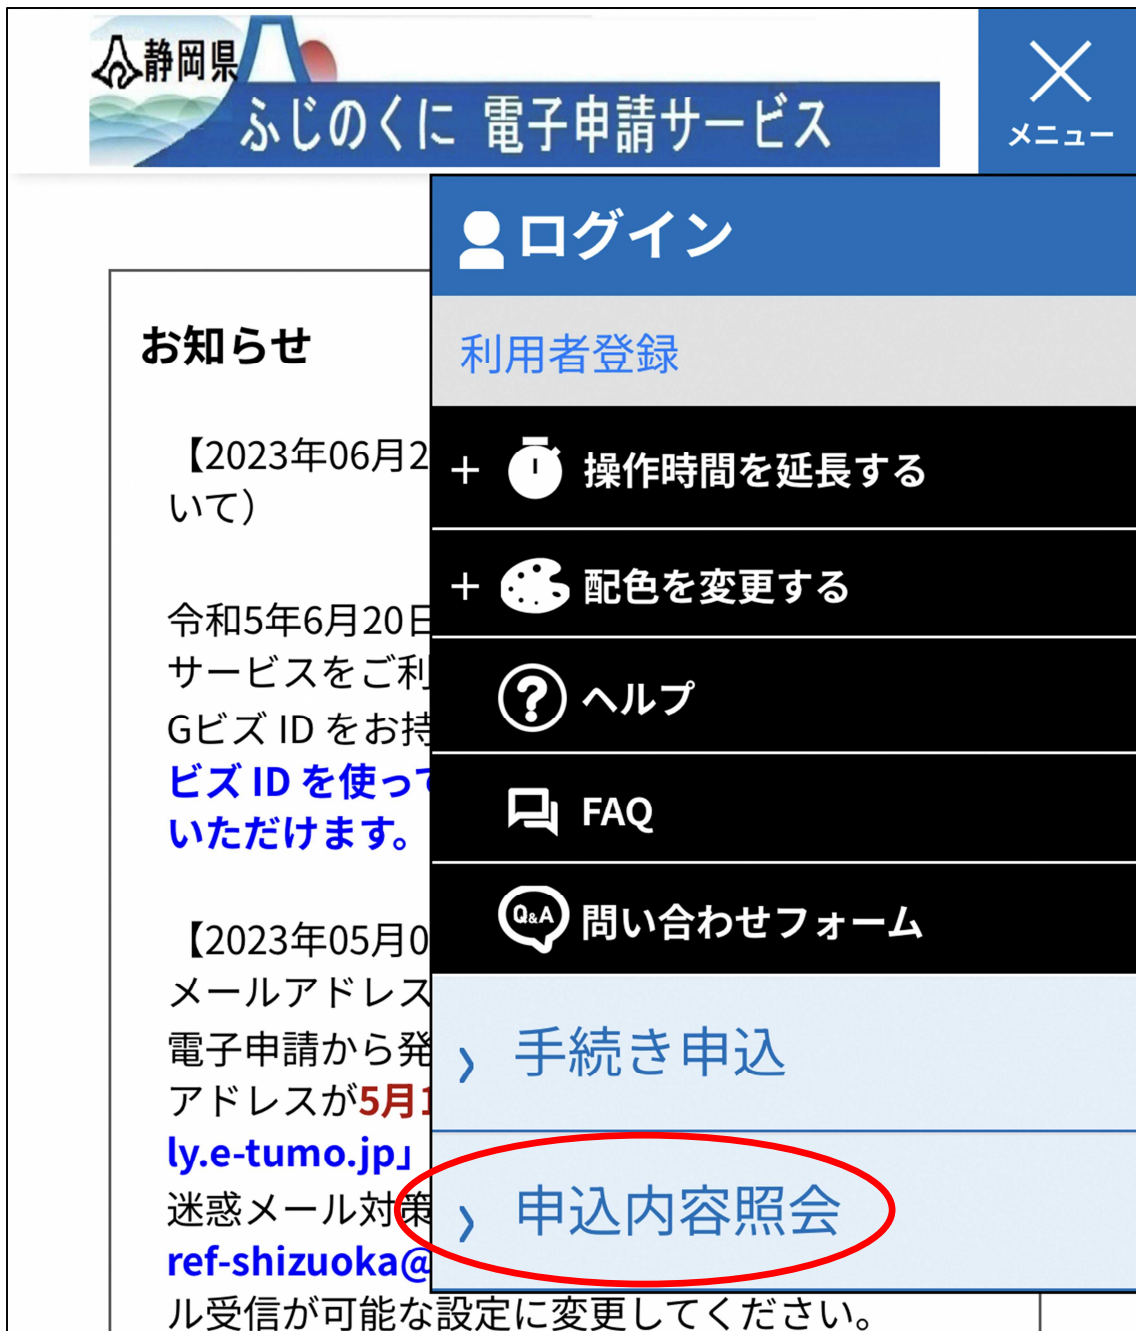 静岡県
ふじのくに 電子申請サービス
メニュー
ログイン
利用者登録
操作時間を延長する
配色を変更する
ヘルプ
FAQ
Q&A 問い合わせフォーム
手続き申込
申込内容照会
お知らせ
【2023年06月2
いて）
令和5年6月20日
サービスをご利
GビズIDをお持
ビズIDを使って
いただけます。
【2023年05月0
メールアドレス
電子申請から発
アドレスが5月1
ly.e-tumo.jp」
迷惑メール対策
ref-shizuoka@
ル受信が可能な設定に変更してください。